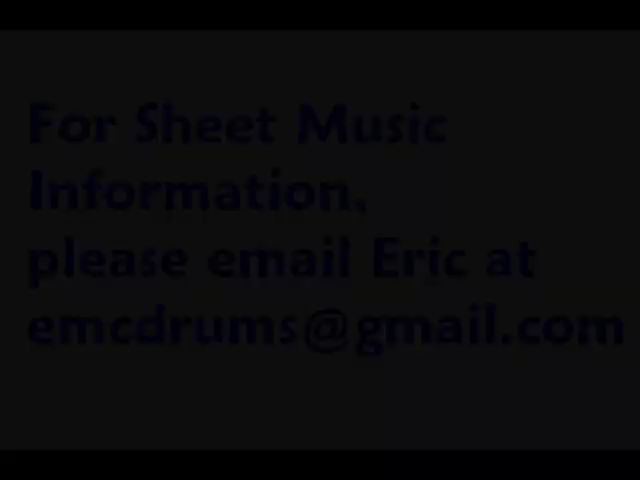 For Sheet Music
Information,
please email Eric at
emcdrums@gmail.com